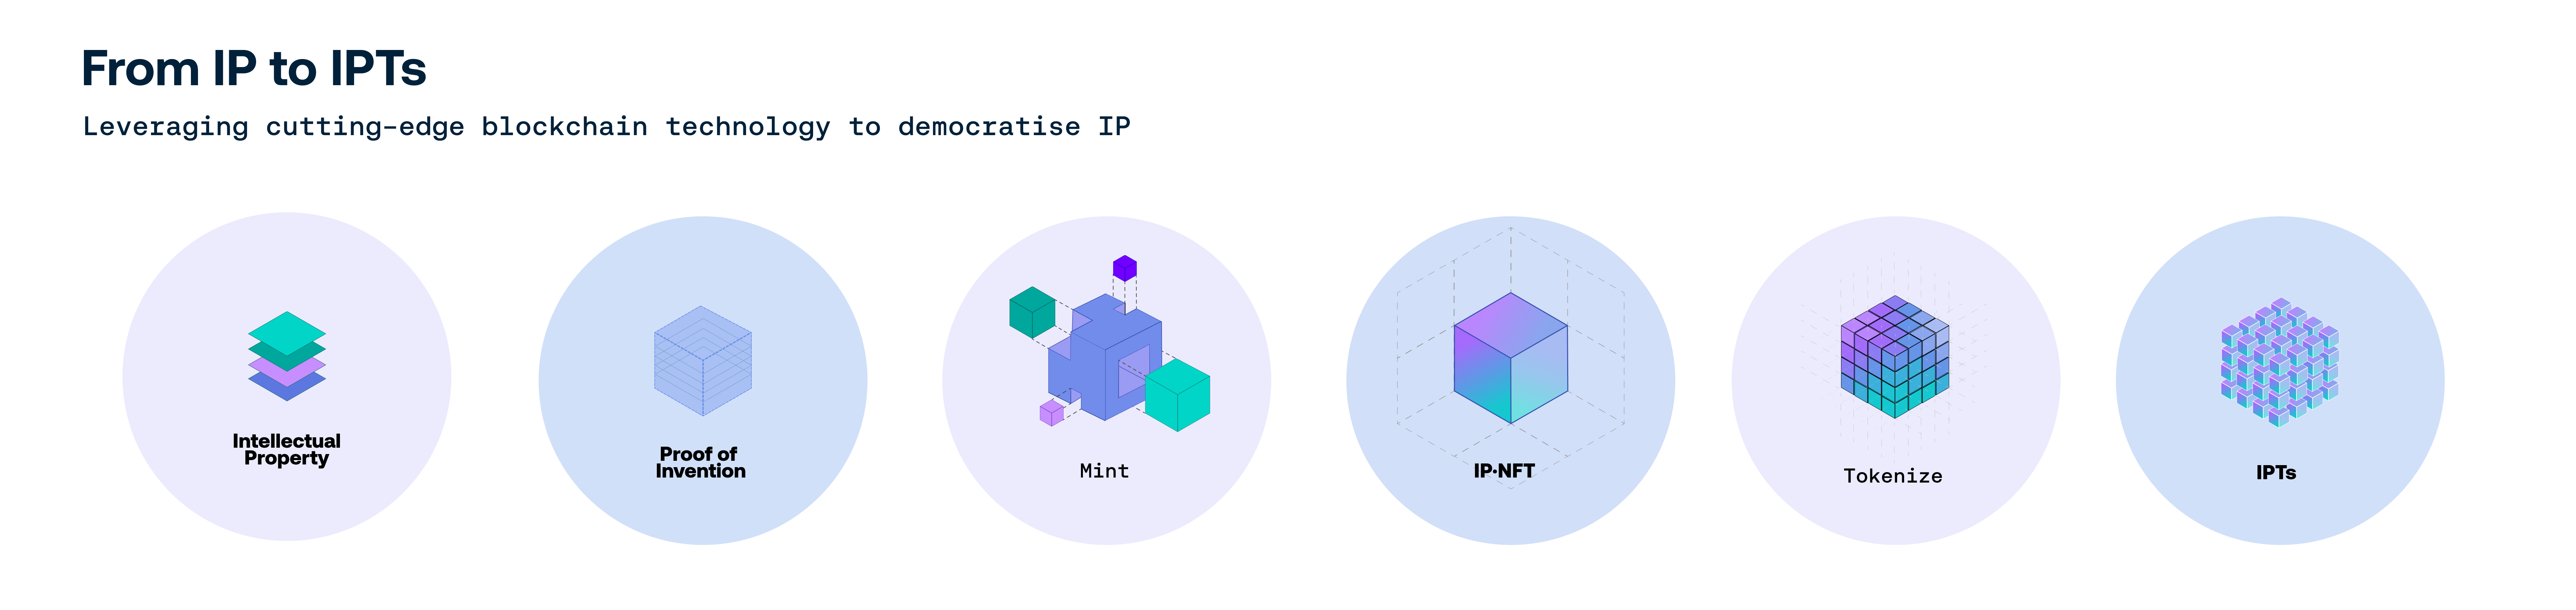 From IP to IPTs
Leveraging cutting-edge blockchain technology to democratise IP
Intellectual
Property
Proof of
Invention
Mint
IP·NFT
Tokenize
IPTs